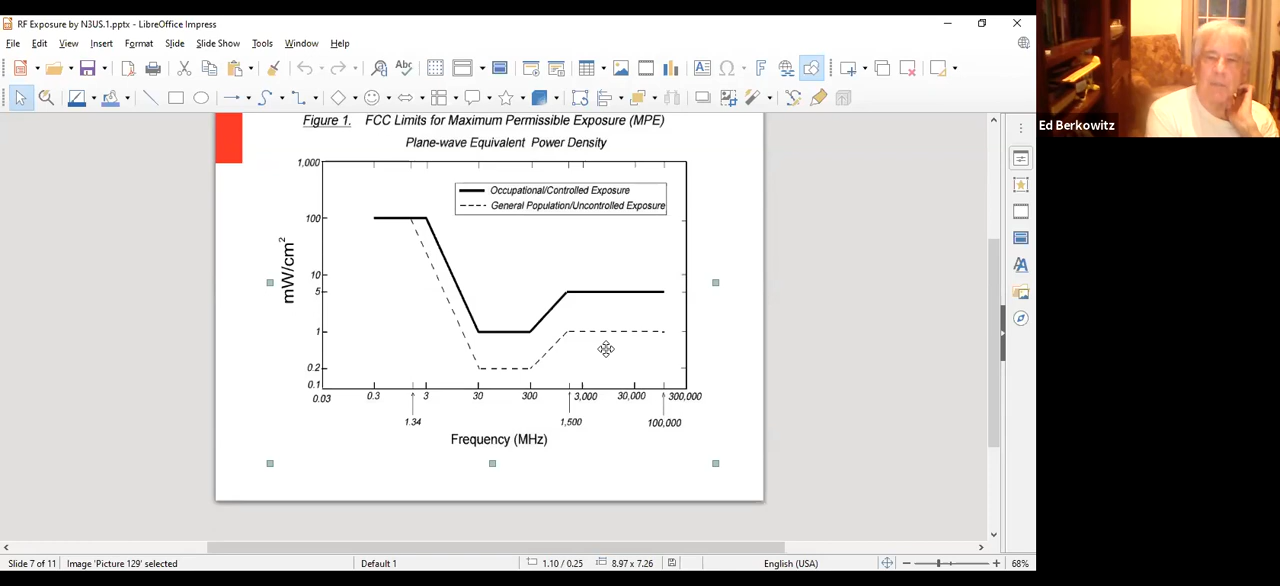 RF Exposure by N3US.1.pptx - LibreOffice Impress
File Edit View Insert Format Slide Slide Show Tools Window Help
Ed Berkowitz
Figure 1. FCC Limits for Maximum Permissible Exposure (MPE)
Plane-wave Equivalent Power Density
1,000
Occupational/Controlled Exposure
General Population/Uncontrolled Exposure
100
mW/cm2
10
5
1
0.2
0.1
0.03 0.3 3 30 300 3,000 30,000 300,000
1.34 1,500 100,000
Frequency (MHz)
Slide 7 of 11 Image 'Picture 129' selected Default 1 1.10 / 0.25 8.97 x 7.26 English (USA) 68%